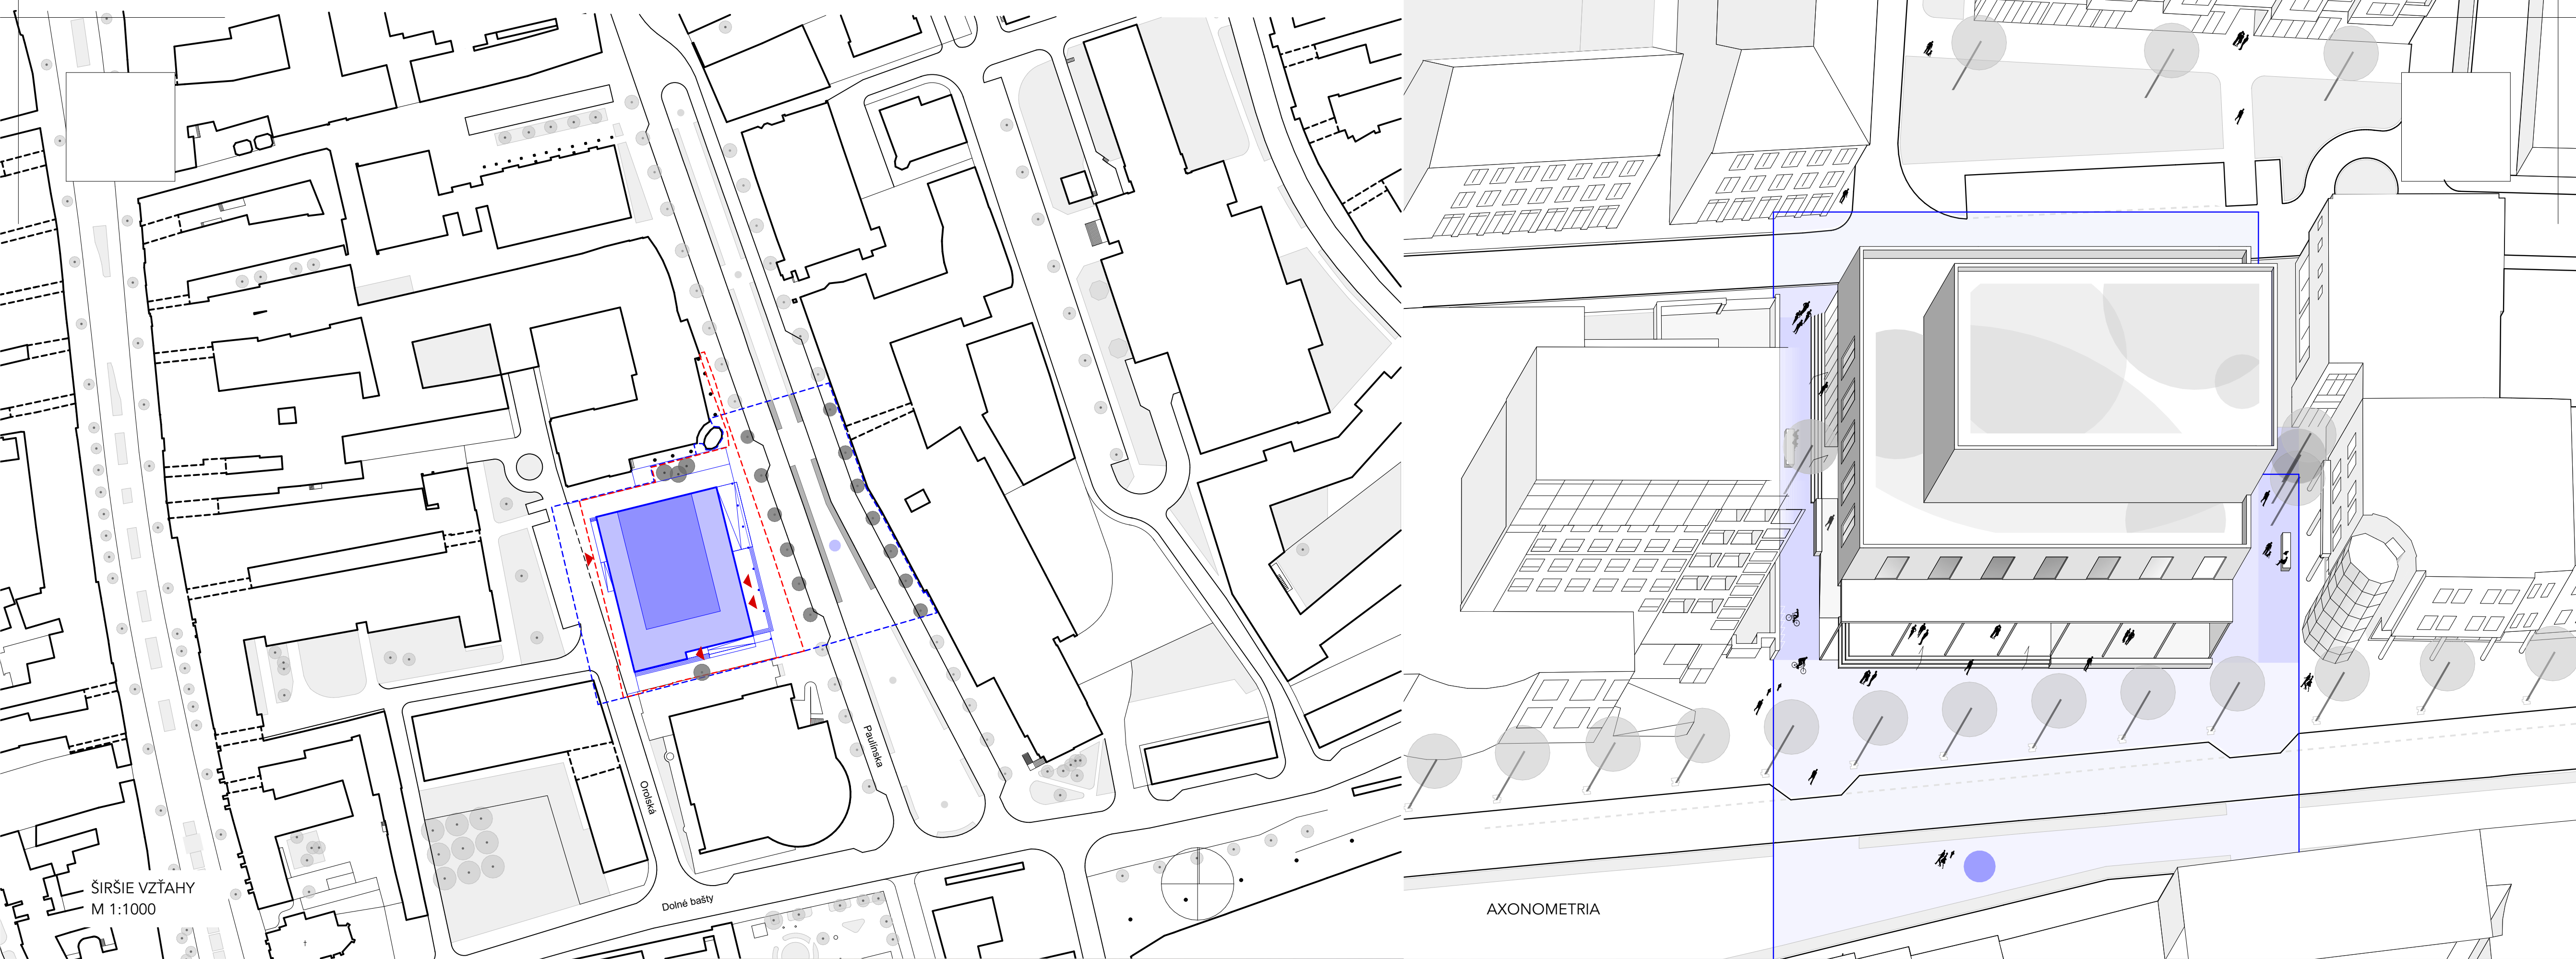 Paulínska
Orolská
Dolné bašty
ŠIRŠIE VZŤAHY
M 1:1000
AXONOMETRIA